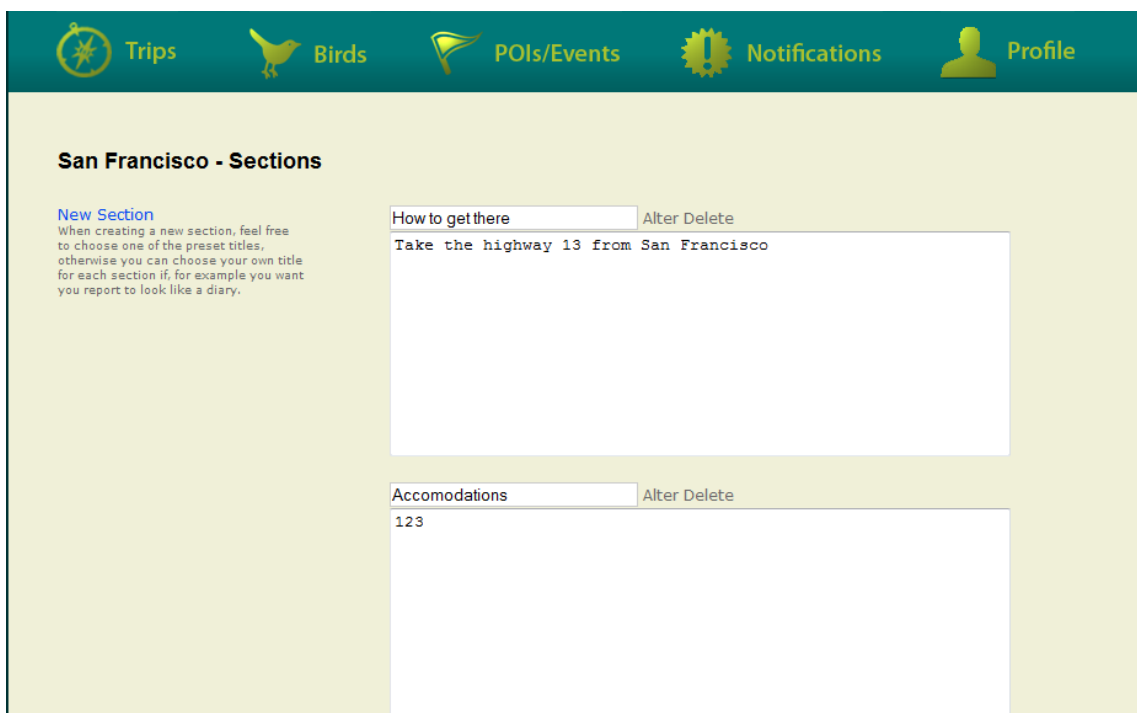 Trips Birds POIs/Events Notifications Profile
San Francisco - Sections
New Section
When creating a new section, feel free
to choose one of the preset titles,
otherwise you can choose your own title
for each section if, for example you want
you report to look like a diary.
How to get there Alter Delete
Take the highway 13 from San Francisco
Accomodations Alter Delete
123